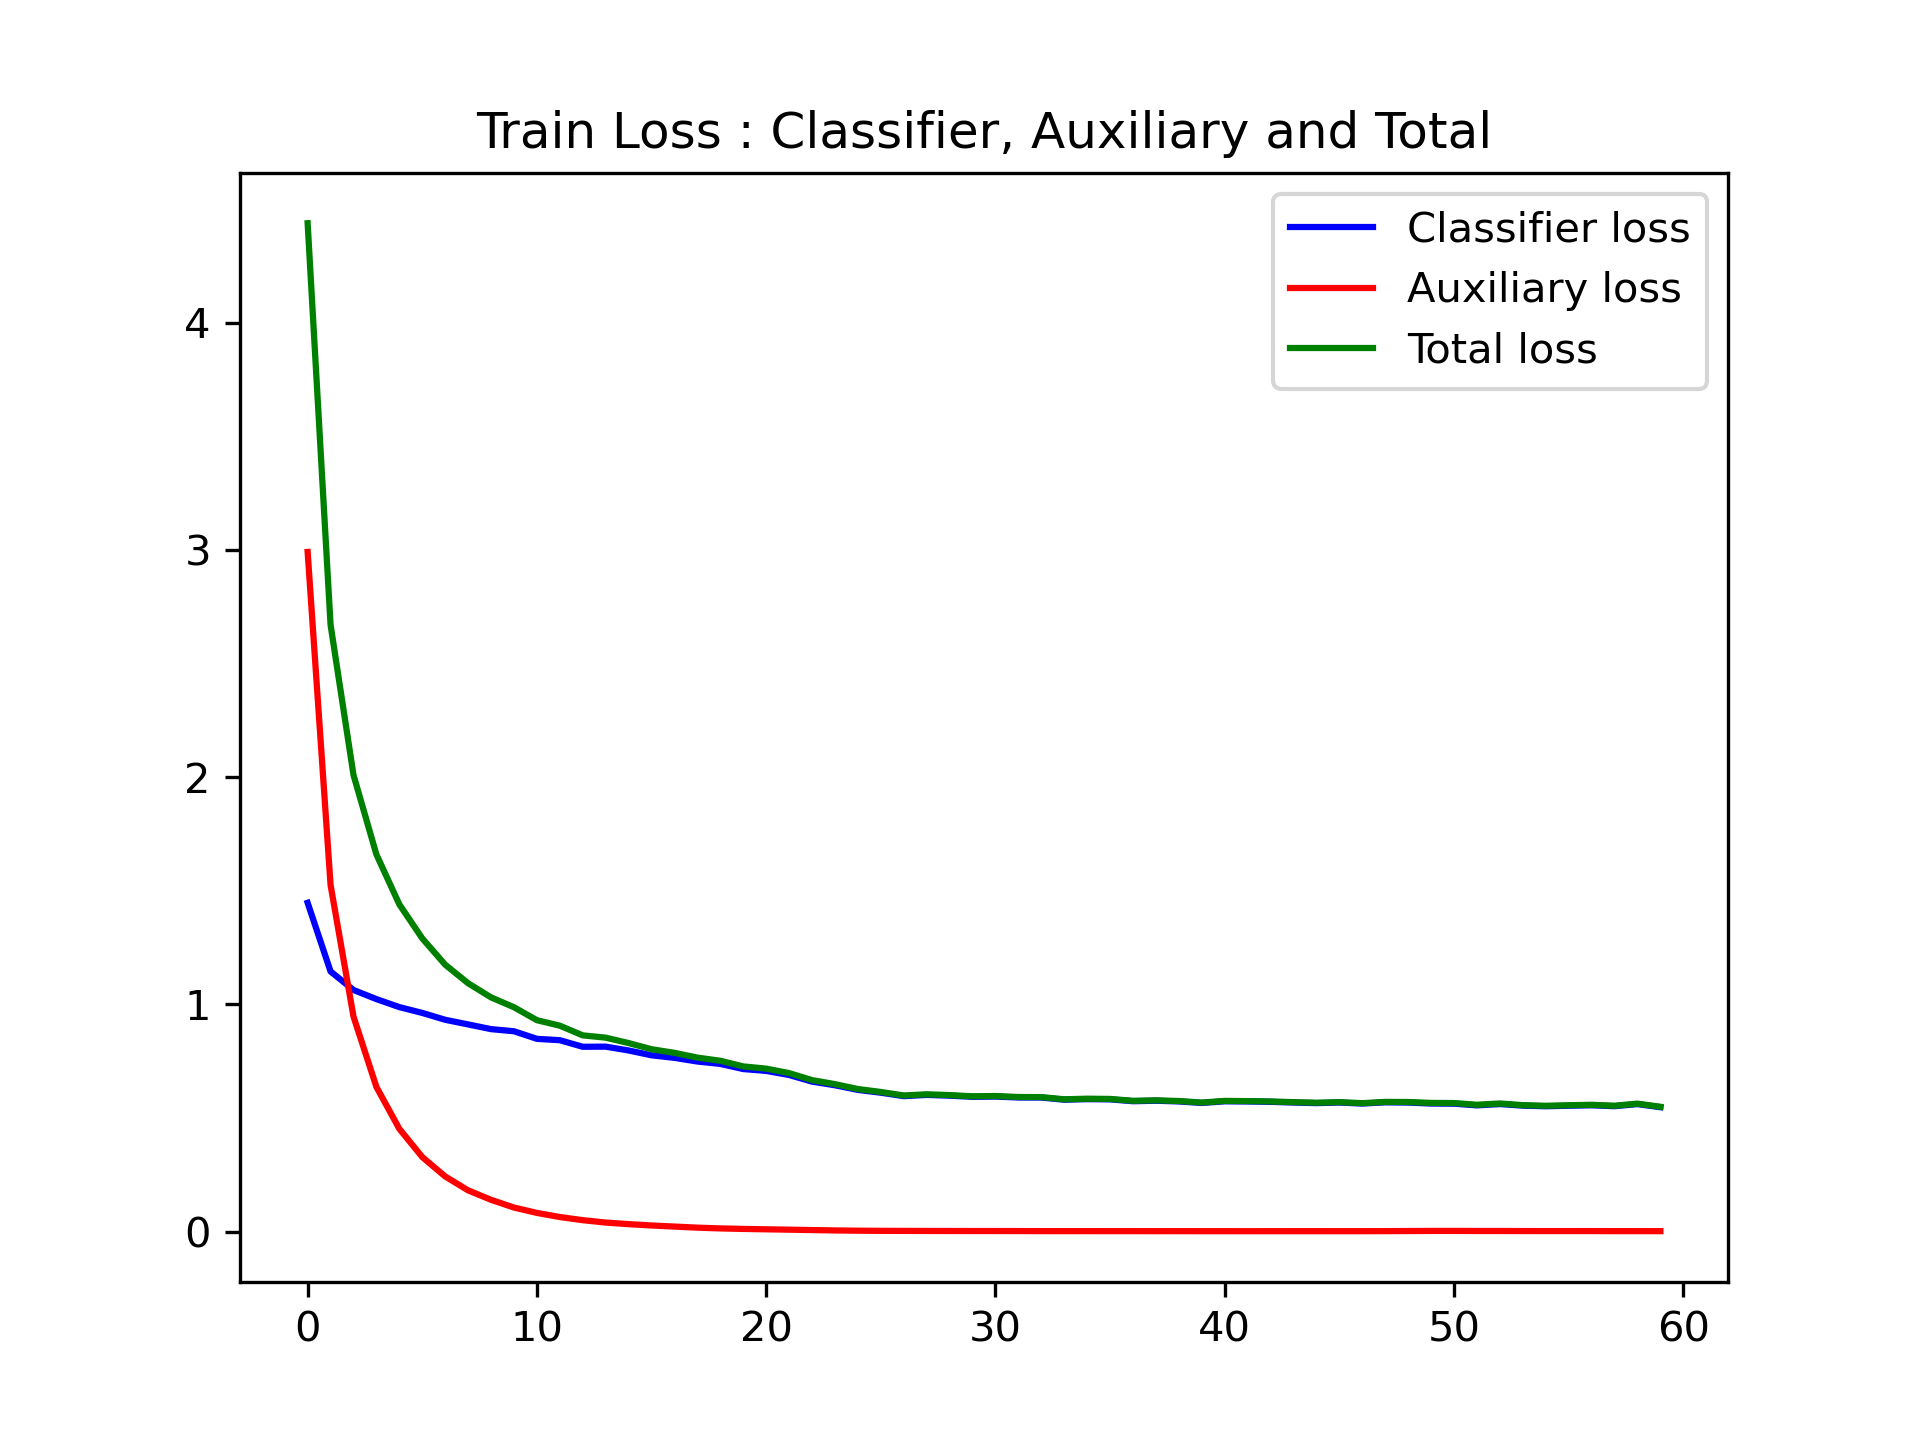 Train Loss : Classifier, Auxiliary and Total
Classifier loss
Auxiliary loss
Total loss
4
3
2
1
0
0 10 20 30 40 50 60